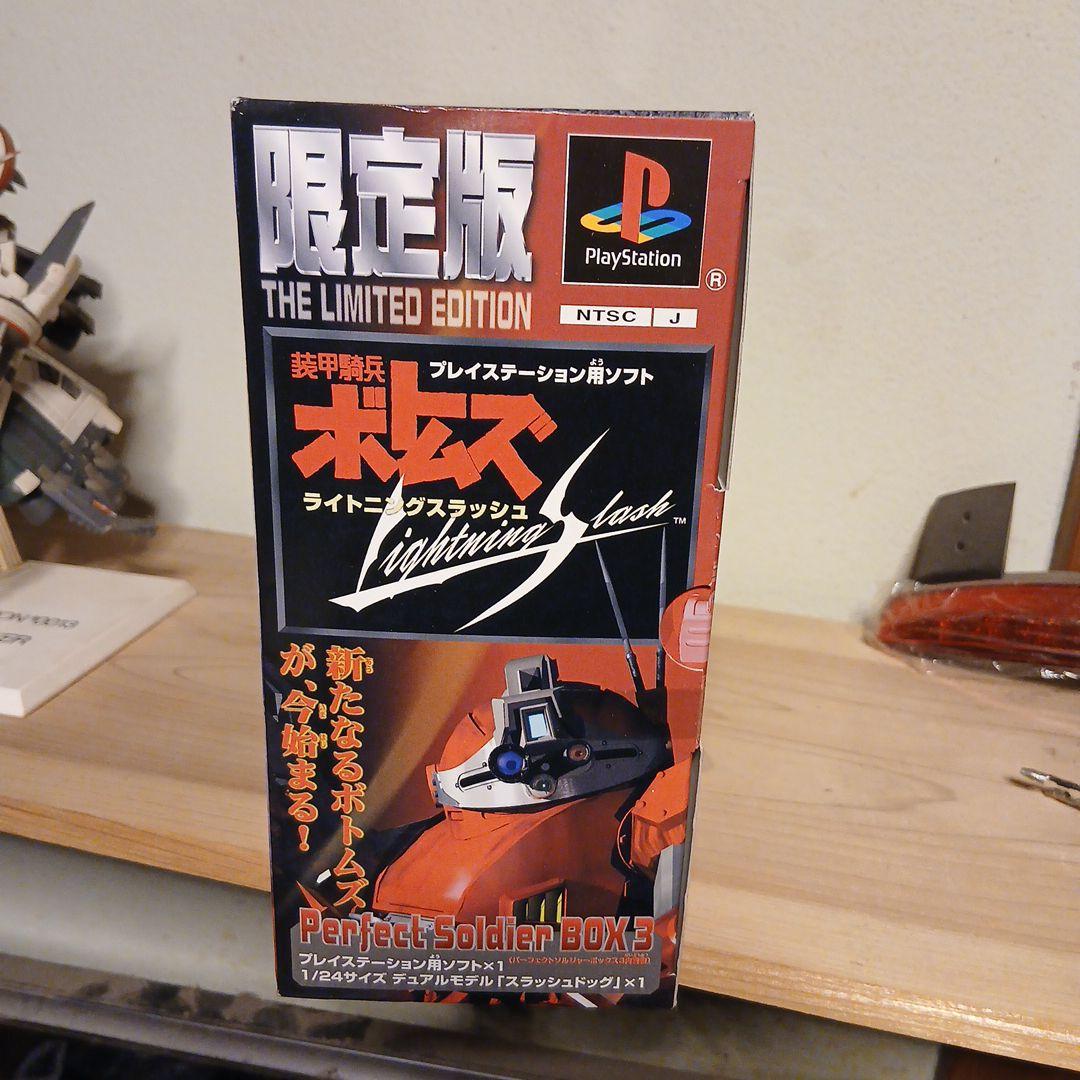 限定版
THE LIMITED EDITION
PlayStation
®
NTSC J
装甲騎兵
プレイステーション用ソフト
よう
ボトムズ
ライトニングスラッシュ
Lightning Slash™
新たなるボトムズ
が、今始まる!
Perfect Soldier BOX 3
プレイステーション用ソフト×1
1/24サイズ デュアルモデル「スラッシュドッグ」×1